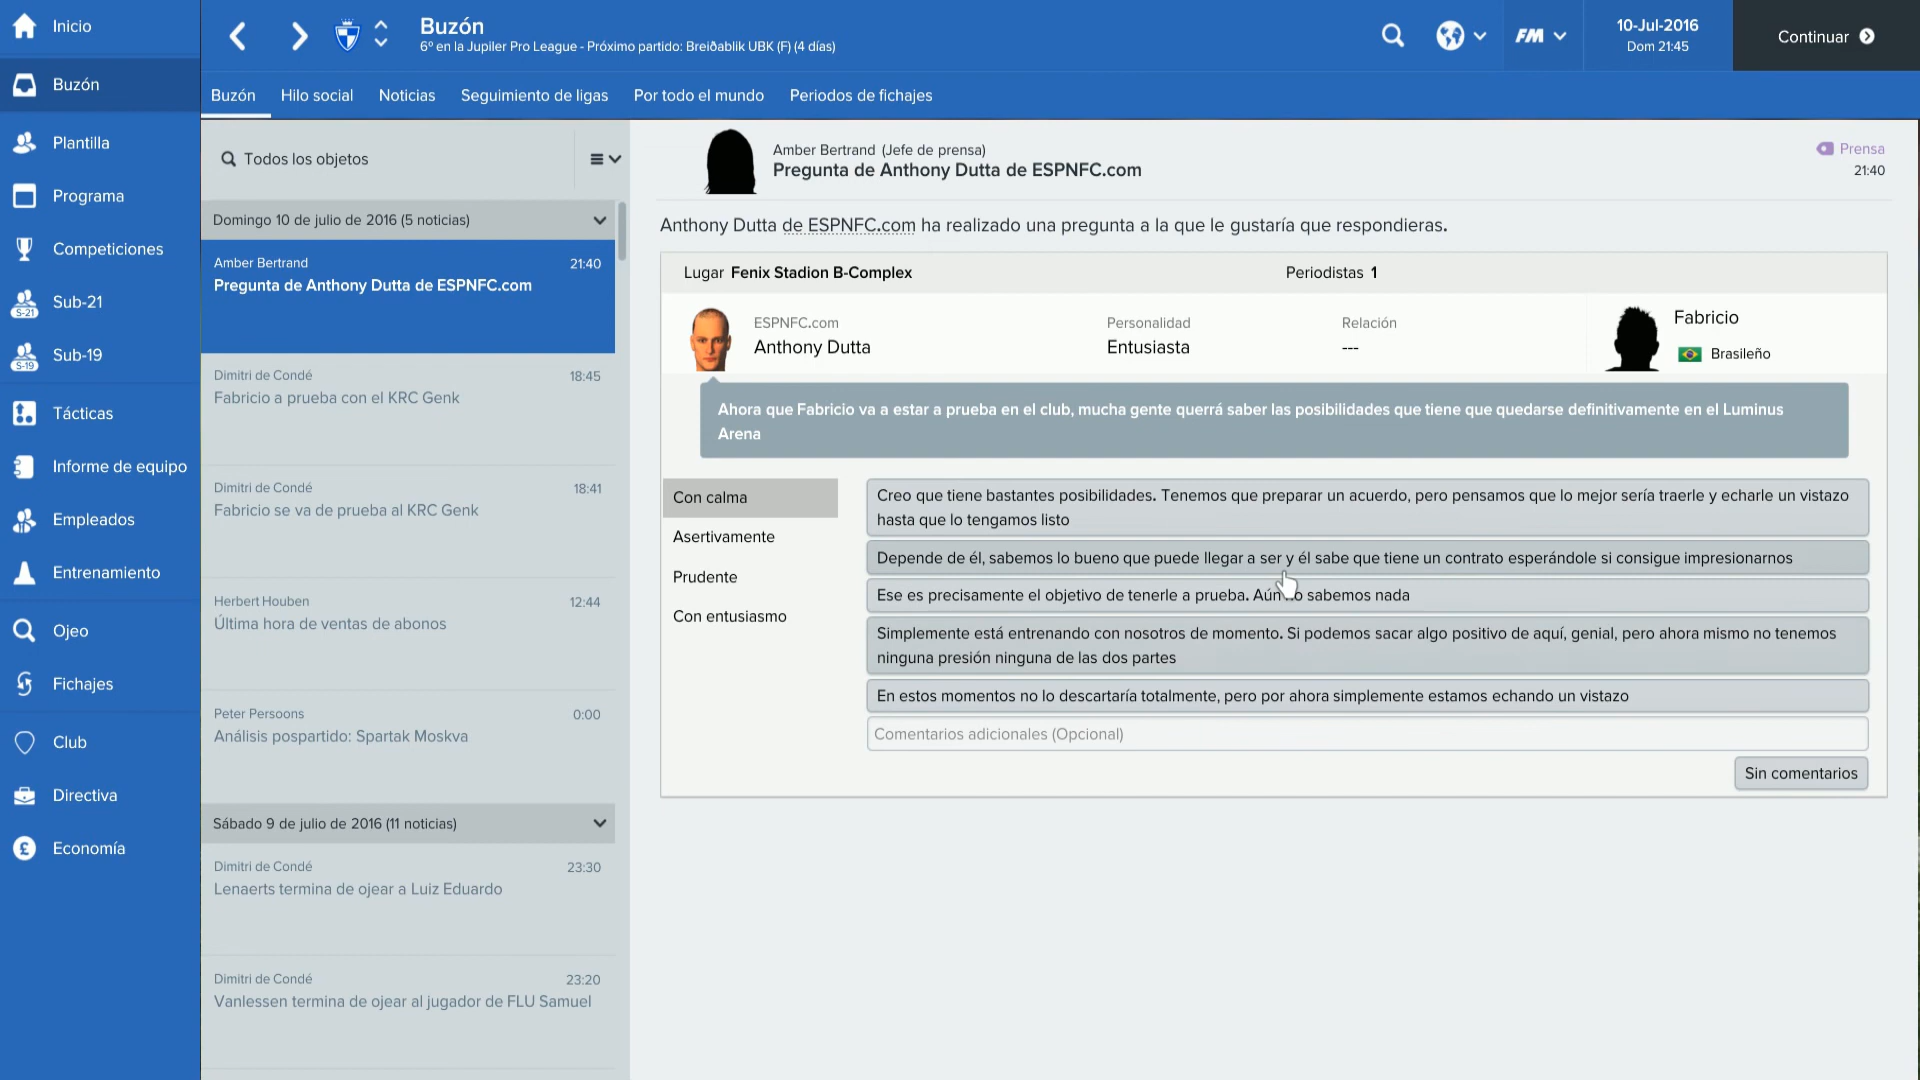 Inicio
Buzón
Plantilla
Programa
Competiciones
S-21
Sub-21
S-19
Sub-19
Tácticas
Informe de equipo
Empleados
Entrenamiento
Ojeo
Fichajes
Club
Directiva
Economía
Buzón
6º en la Jupiler Pro League - Próximo partido: Breiðablik UBK (F) (4 días)
FM
10-Jul-2016
Dom 21:45
Continuar
Buzón Hilo social Noticias Seguimiento de ligas Por todo el mundo Periodos de fichajes
Todos los objetos
Domingo 10 de julio de 2016 (5 noticias)
Amber Bertrand 21:40
Pregunta de Anthony Dutta de ESPNFC.com
Dimitri de Condé 18:45
Fabricio a prueba con el KRC Genk
Dimitri de Condé 18:41
Fabricio se va de prueba al KRC Genk
Herbert Houben 12:44
Última hora de ventas de abonos
Peter Persoons 0:00
Análisis pospartido: Spartak Moskva
Sábado 9 de julio de 2016 (11 noticias)
Dimitri de Condé 23:30
Lenaerts termina de ojear a Luiz Eduardo
Dimitri de Condé 23:20
Vanlessen termina de ojear al jugador de FLU Samuel
Amber Bertrand (Jefe de prensa)
Pregunta de Anthony Dutta de ESPNFC.com
Prensa
21:40
Anthony Dutta de ESPNFC.com ha realizado una pregunta a la que le gustaría que respondieras.
Lugar Fenix Stadion B-Complex Periodistas 1
ESPNFC.com Personalidad Relación
Anthony Dutta Entusiasta ---
Fabricio
Brasileño
Ahora que Fabricio va a estar a prueba en el club, mucha gente querrá saber las posibilidades que tiene que quedarse definitivamente en el Luminus
Arena
Con calma
Asertivamente
Prudente
Con entusiasmo
Creo que tiene bastantes posibilidades. Tenemos que preparar un acuerdo, pero pensamos que lo mejor sería traerle y echarle un vistazo
hasta que lo tengamos listo
Depende de él, sabemos lo bueno que puede llegar a ser y él sabe que tiene un contrato esperándole si consigue impresionarnos
Ese es precisamente el objetivo de tenerle a prueba. Aún no sabemos nada
Simplemente está entrenando con nosotros de momento. Si podemos sacar algo positivo de aquí, genial, pero ahora mismo no tenemos
ninguna presión ninguna de las dos partes
En estos momentos no lo descartaría totalmente, pero por ahora simplemente estamos echando un vistazo
Comentarios adicionales (Opcional)
Sin comentarios